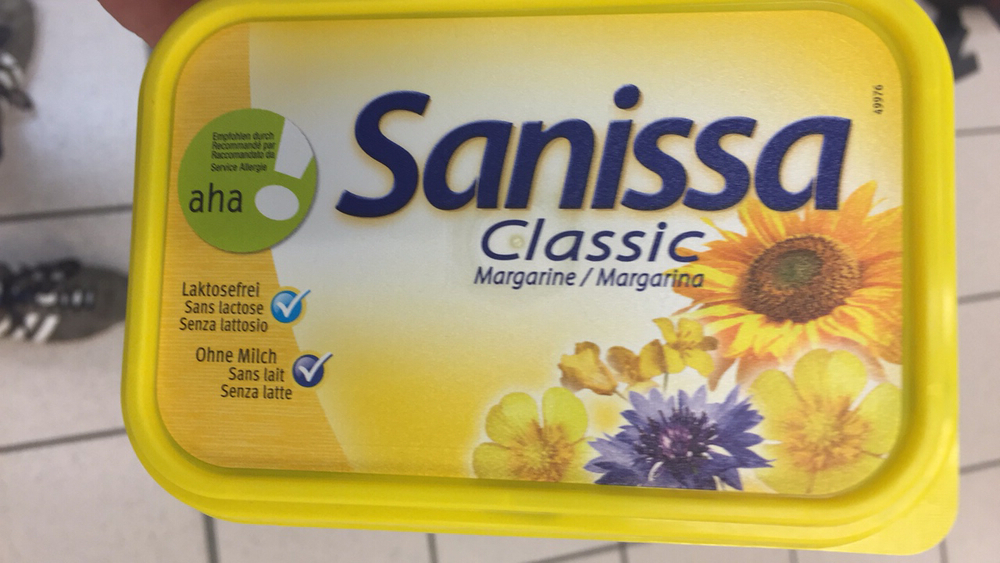 49976
Empfohlen durch
Recommandé par
Raccomandato da
Service Allergie
aha!
Sanissa
Classic
Margarine / Margarina
Laktosefrei
Sans lactose
Senza lattosio
Ohne Milch
Sans lait
Senza latte